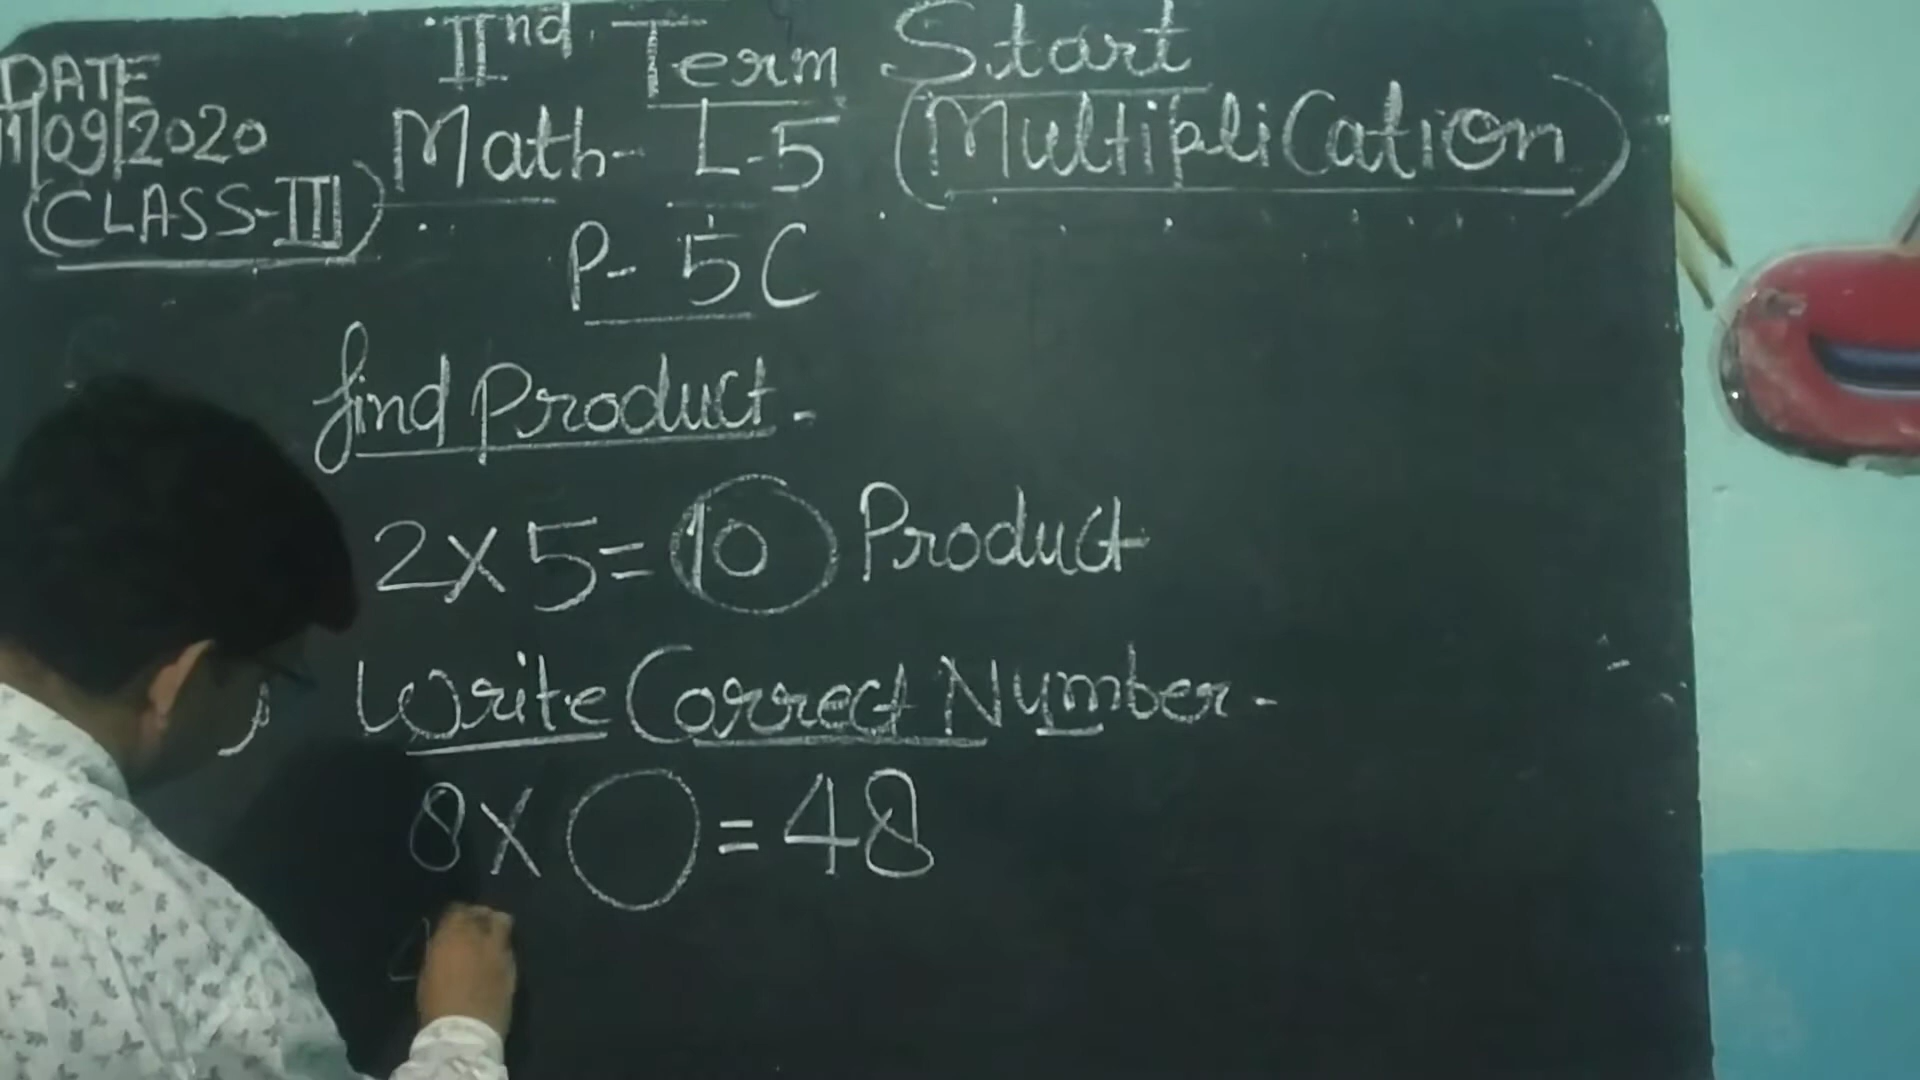 IInd Term Start
DATE
11/09/2020
Math- L-5 (Multiplication)
(CLASS-III)
P- 5C
find Product-
2x5=10 Product
Write Correct Number-
8x◯=48
4